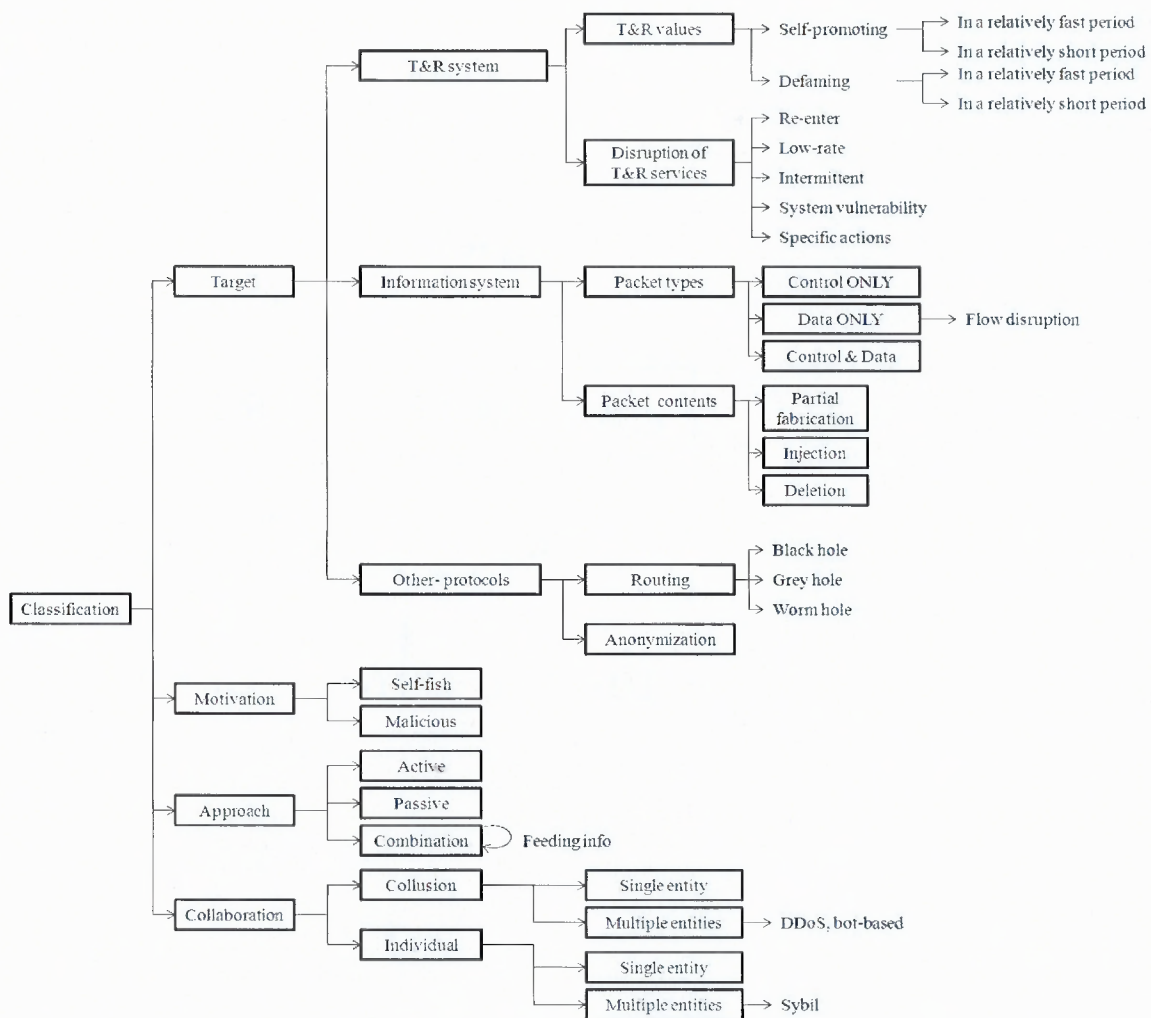 Classification
Target
T&R system
T&R values
Self-promoting
In a relatively fast period
In a relatively short period
Defaming
In a relatively fast period
In a relatively short period
Disruption of
T&R services
Re-enter
Low-rate
Intermittent
System vulnerability
Specific actions
Information system
Packet types
Control ONLY
Data ONLY
Flow disruption
Control & Data
Packet contents
Partial
fabrication
Injection
Deletion
Other- protocols
Routing
Black hole
Grey hole
Worm hole
Anonymization
Motivation
Self-fish
Malicious
Approach
Active
Passive
Combination
Feeding info
Collaboration
Collusion
Single entity
Multiple entities
DDoS, bot-based
Individual
Single entity
Multiple entities
Sybil